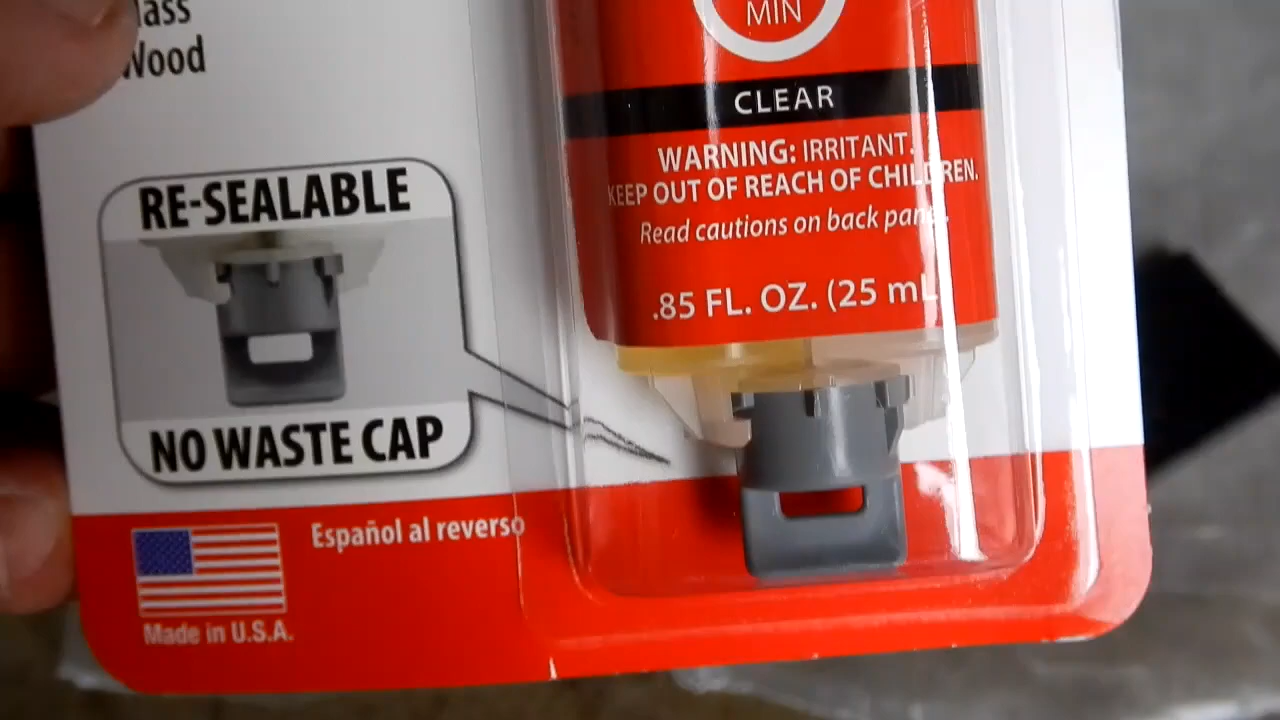 Wood
RE-SEALABLE
NO WASTE CAP
Español al reverso
Made in U.S.A.
MIN
CLEAR
WARNING: IRRITANT.
KEEP OUT OF REACH OF CHILDREN.
Read cautions on back panel.
.85 FL. OZ. (25 mL